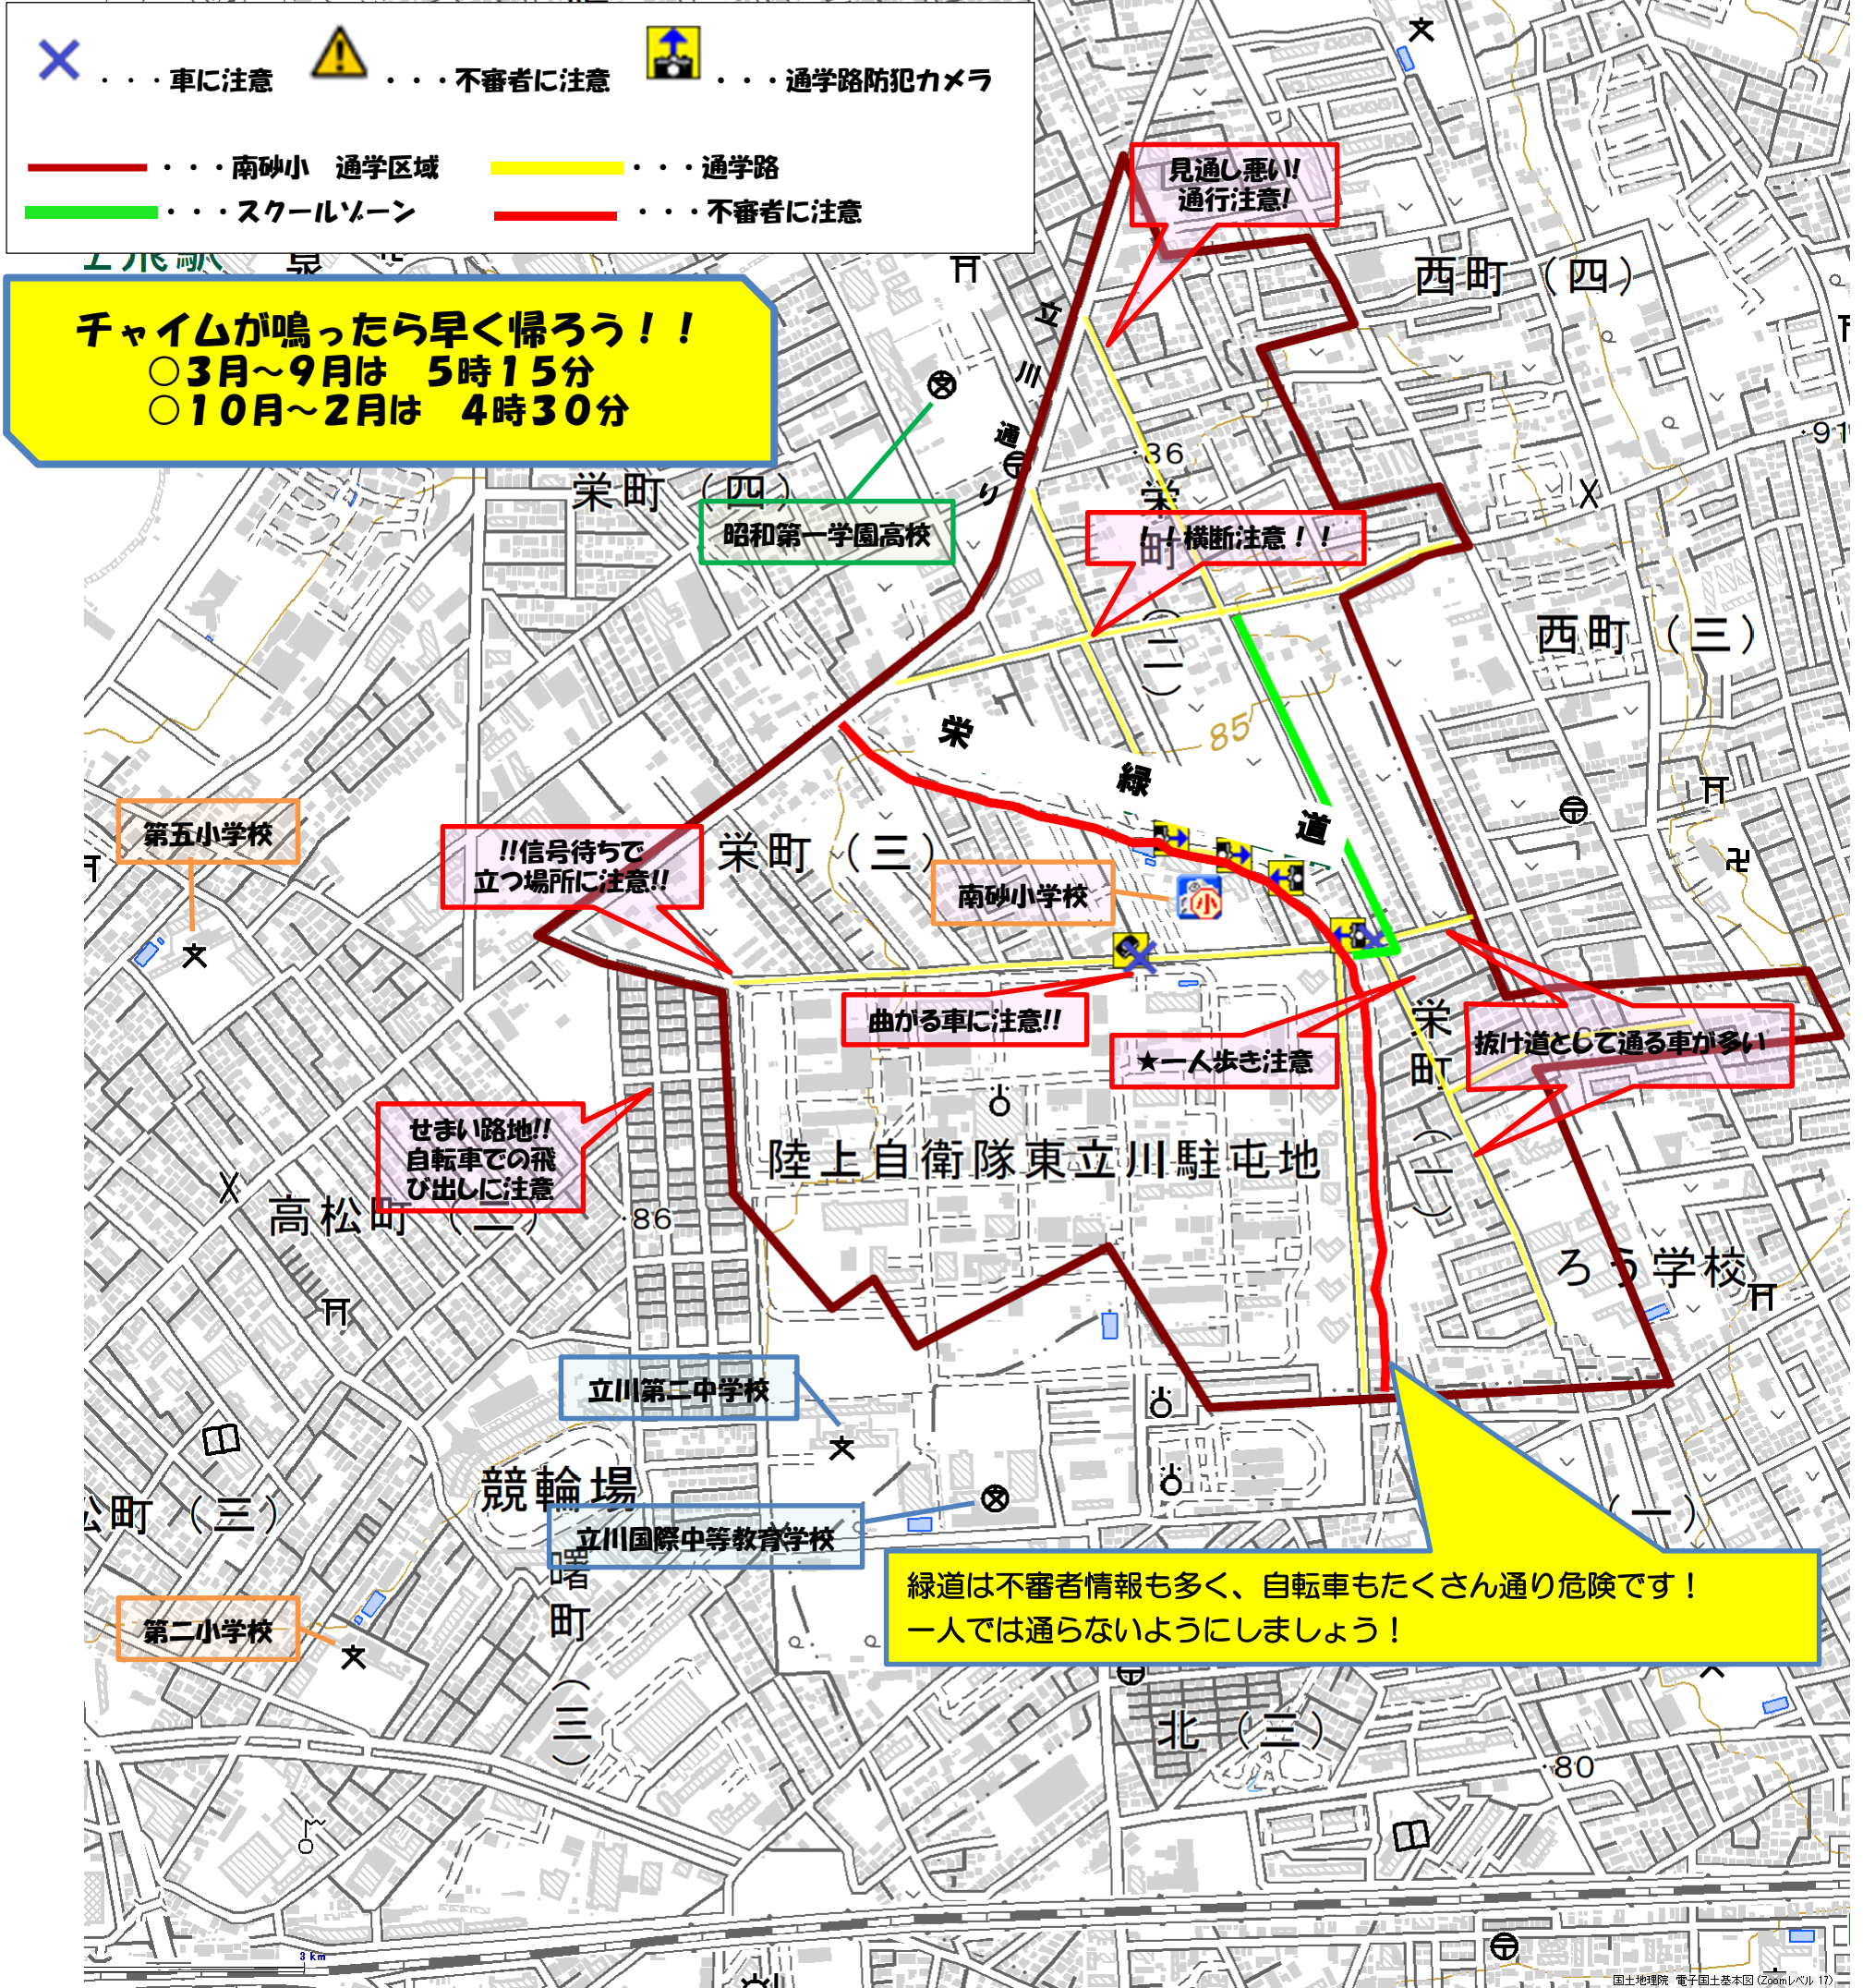 ・・・車に注意
・・・不審者に注意
・・・通学路防犯カメラ
・・・南砂小　通学区域
・・・通学路
・・・スクールゾーン
・・・不審者に注意
チャイムが鳴ったら早く帰ろう！！
○3月～9月は　5時15分
○10月～2月は　4時30分
見通し悪い!
通行注意!
西町（四）
立川通り
91
86
栄町（四）
昭和第一学園高校
栄町（二）
！！横断注意！！
西町（三）
85
栄緑道
第五小学校
!!信号待ちで
立つ場所に注意!!
栄町（三）
南砂小学校
小
曲がる車に注意!!
★一人歩き注意
栄町（一）
抜け道として通る車が多い
せまい路地!!
自転車での飛
び出しに注意
陸上自衛隊東立川駐屯地
高松町（二）
86
ろう学校
立川第二中学校
競輪場
松町（三）
立川国際中等教育学校
（一）
曙町（三）
緑道は不審者情報も多く、自転車もたくさん通り危険です！
一人では通らないようにしましょう！
第二小学校
北（三）
80
3 km
国土地理院 電子国土基本図(Zoomレベル 17)